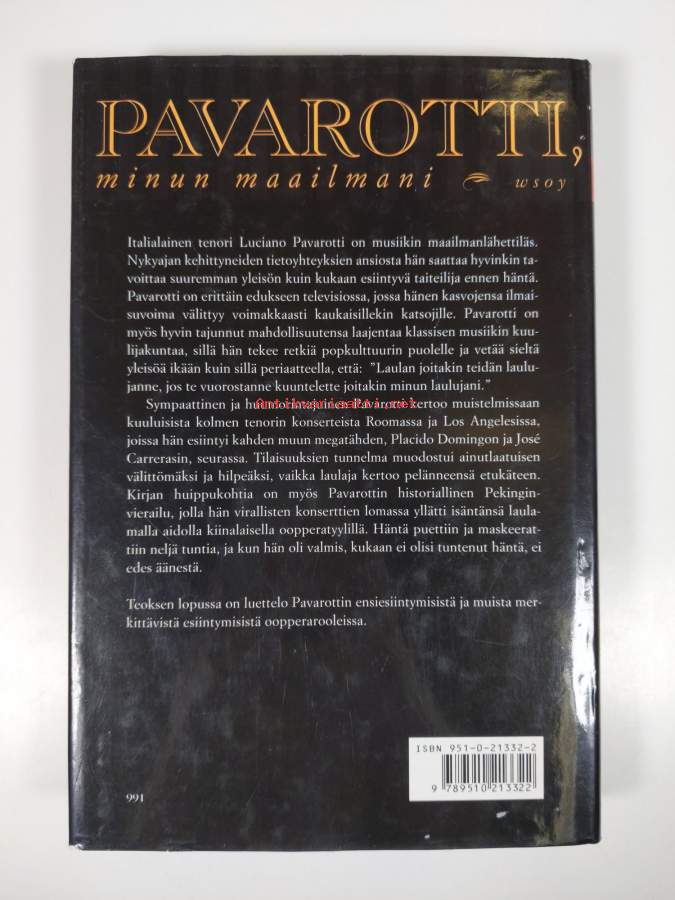 PAVAROTTI,
minun maailmani wsoy
Italialainen tenori Luciano Pavarotti on musiikin maailmanlähettiläs.
Nykyajan kehittyneiden tietoyhteyksien ansiosta hän saattaa hyvinkin ta-
voittaa suuremman yleisön kuin kukaan esiintyvä taiteilija ennen häntä.
Pavarotti on erittäin edukseen televisiossa, jossa hänen kasvojensa ilmai-
suvoima välittyy voimakkaasti kaukaisillekin katsojille. Pavarotti on
myös hyvin tajunnut mahdollisuutensa laajentaa klassisen musiikin kuu-
lijakuntaa, sillä hän tekee retkiä popkulttuurin puolelle ja vetää sieltä
yleisöä ikään kuin sillä periaatteella, että: ”Laulan joitakin teidän laulu-
janne, jos te vuorostanne kuuntelette joitakin minun laulujani.”
Sympaattinen ja huumorintajuinen Pavarotti kertoo muistelmissaan
Antikvariaatti.net
kuuluisista kolmen tenorin konserteista Roomassa ja Los Angelesissa,
joissa hän esiintyi kahden muun megatähden, Placido Domingon ja José
Carrerasin, seurassa. Tilaisuuksien tunnelma muodostui ainutlaatuisen
välittömäksi ja hilpeäksi, vaikka laulaja kertoo pelänneensä etukäteen.
Kirjan huippukohtia on myös Pavarottin historiallinen Pekingin-
vierailu, jolla hän virallisten konserttien lomassa yllätti isäntänsä laula-
malla aidolla kiinalaisella oopperatyylillä. Häntä puettiin ja maskeerat-
tiin neljä tuntia, ja kun hän oli valmis, kukaan ei olisi tuntenut häntä, ei
edes äänestä.
Teoksen lopussa on luettelo Pavarottin ensiesiintymisistä ja muista mer-
kittävistä esiintymisistä oopperarooleissa.
ISBN 951-0-21332-2
9 789510 213322
991